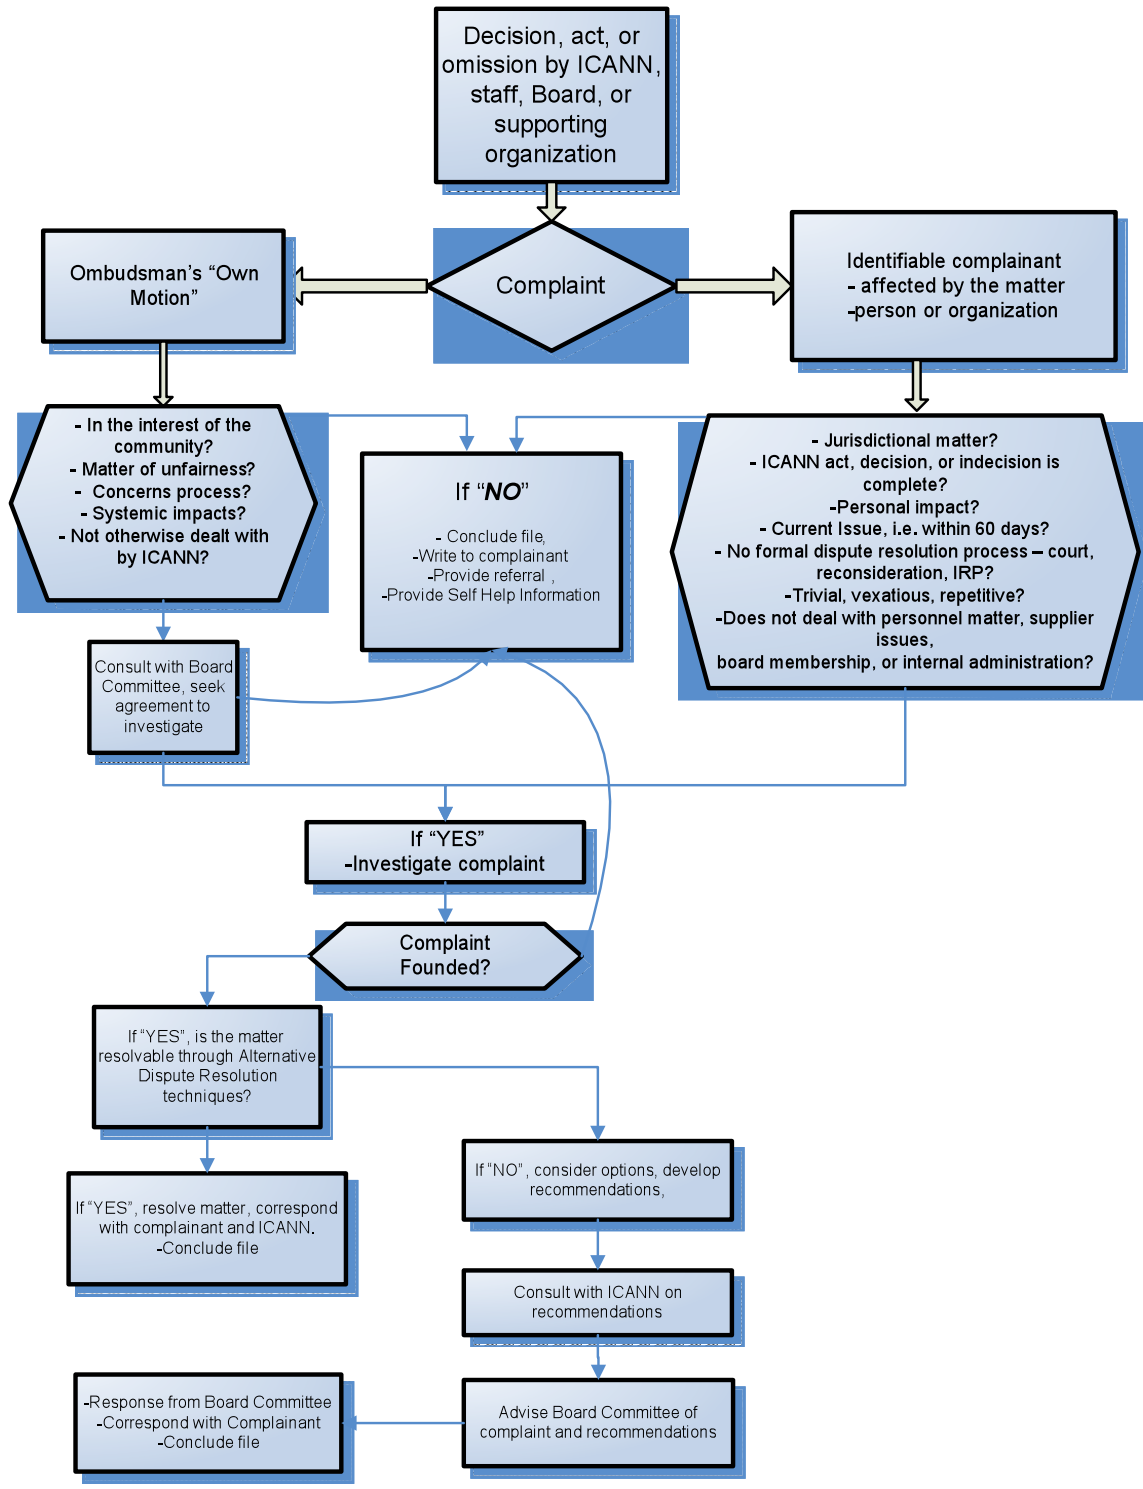 Decision, act, or
omission by ICANN,
staff, Board, or
supporting
organization
Complaint
Ombudsman's “Own
Motion”
Identifiable complainant
- affected by the matter
-person or organization
- In the interest of the
community?
- Matter of unfairness?
- Concerns process?
- Systemic impacts?
- Not otherwise dealt with
by ICANN?
If “NO”
- Conclude file,
-Write to complainant
-Provide referral ,
-Provide Self Help Information
- Jurisdictional matter?
- ICANN act, decision, or indecision is
complete?
-Personal impact?
- Current Issue, i.e. within 60 days?
- No formal dispute resolution process – court,
reconsideration, IRP?
- Trivial, vexatious, repetitive?
-Does not deal with personnel matter, supplier
issues,
board membership, or internal administration?
Consult with Board
Committee, seek
agreement to
investigate
If “YES”
-Investigate complaint
Complaint
Founded?
If “YES”, is the matter
resolvable through Alternative
Dispute Resolution
techniques?
If “NO”, consider options, develop
recommendations,
If “YES”, resolve matter, correspond
with complainant and ICANN.
-Conclude file
Consult with ICANN on
recommendations
Advise Board Committee of
complaint and recommendations
-Response from Board Committee
-Correspond with Complainant
-Conclude file